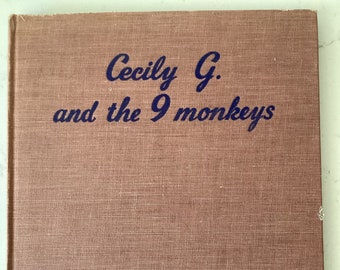 Cecily G.
and the 9 monkeys